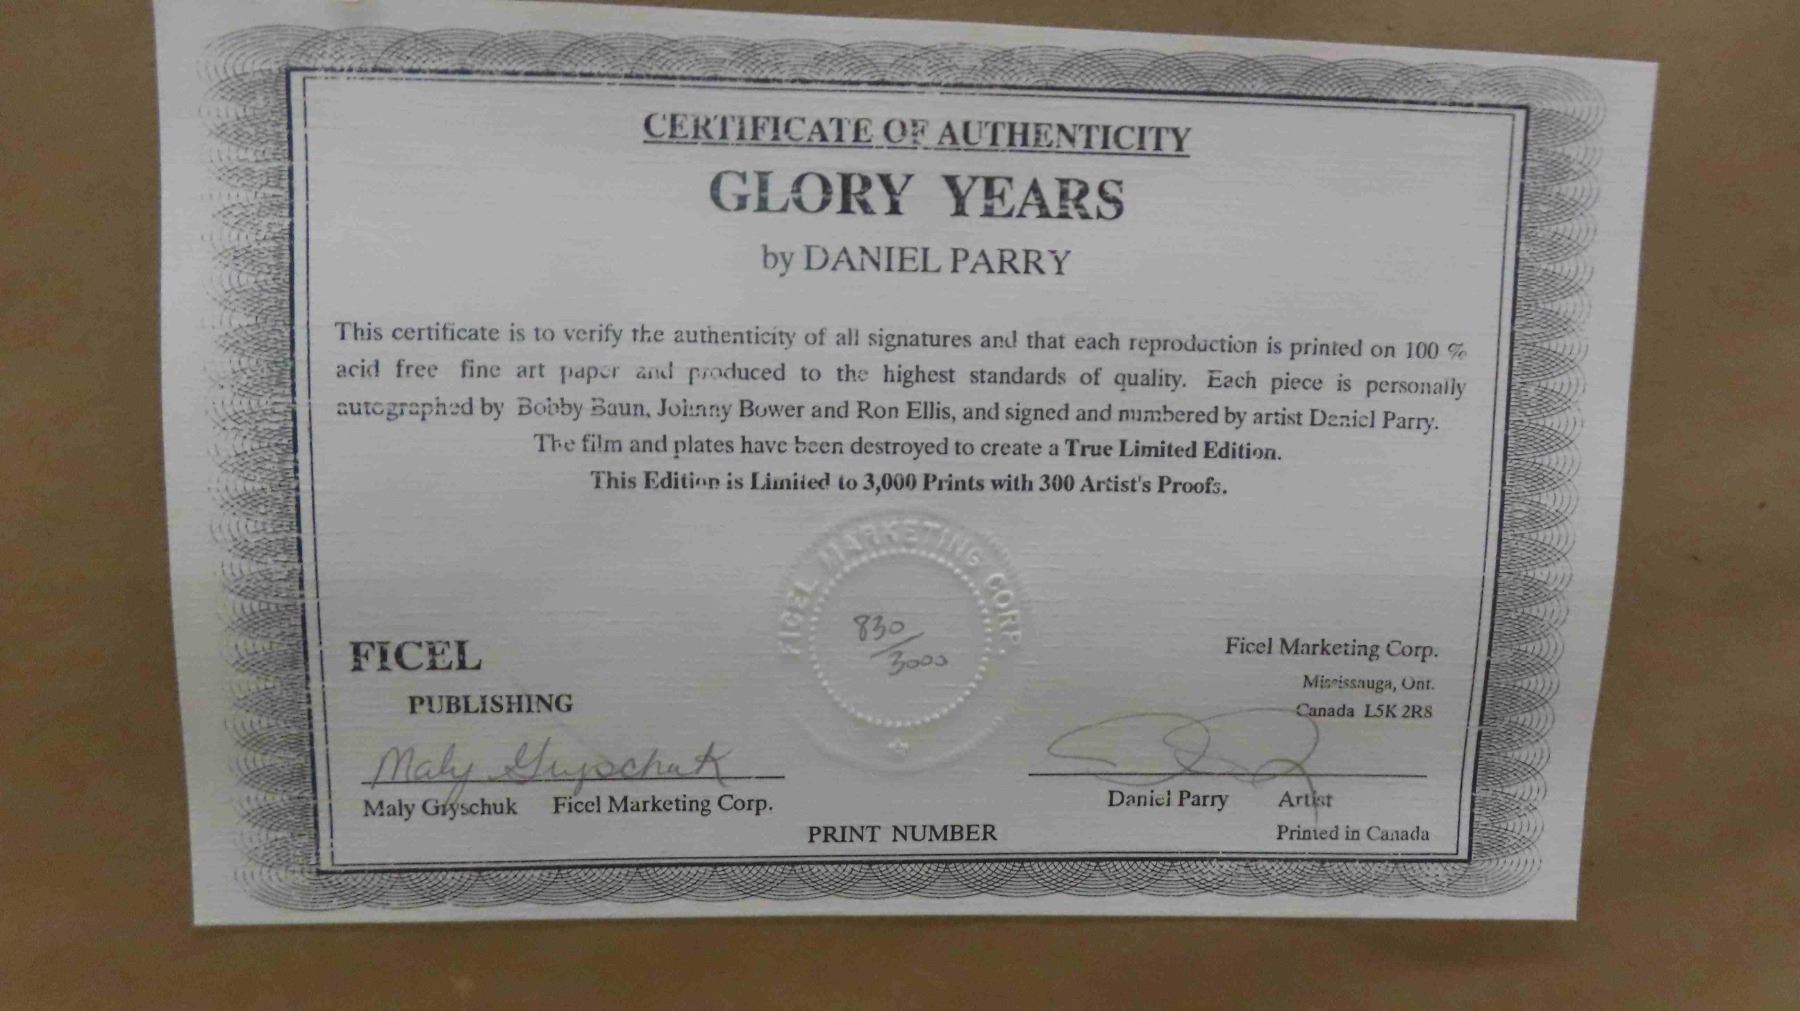 CERTIFICATE OF AUTHENTICITY
GLORY YEARS
by DANIEL PARRY
This certificate is to verify the authenticity of all signatures and that each reproduction is printed on 100 %
acid free fine art paper and produced to the highest standards of quality. Each piece is personally
autographed by Bobby Baun, Johnny Bower and Ron Ellis, and signed and numbered by artist Daniel Parry.
The film and plates have been destroyed to create a True Limited Edition.
This Edition is Limited to 3,000 Prints with 300 Artist's Proofs.
FICEL MARKETING CORP.
830/3000
FICEL
PUBLISHING
Maly Gryschuk
Maly Gryschuk Ficel Marketing Corp.
PRINT NUMBER
Ficel Marketing Corp.
Mississauga, Ont.
Canada L5K 2R8
Daniel Parry Artist
Printed in Canada